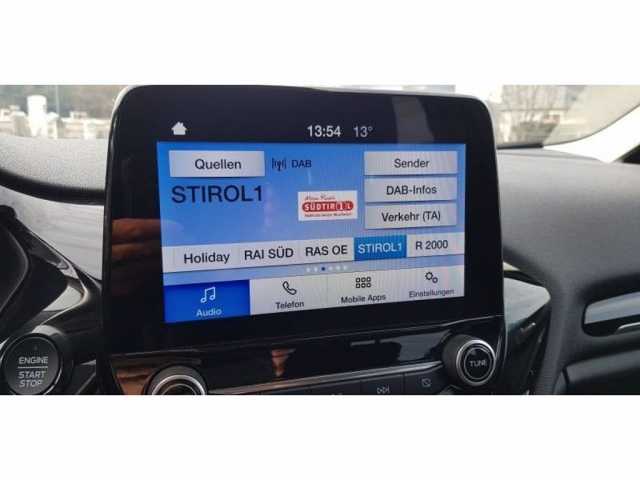 13:54 13°
Quellen DAB Sender
STIROL1
SÜDTIROL 1
DAB-Infos
Verkehr (TA)
Holiday RAI SÜD RAS OE STIROL1 R 2000
Audio Telefon Mobile Apps Einstellungen
ENGINE
START
STOP
TUNE